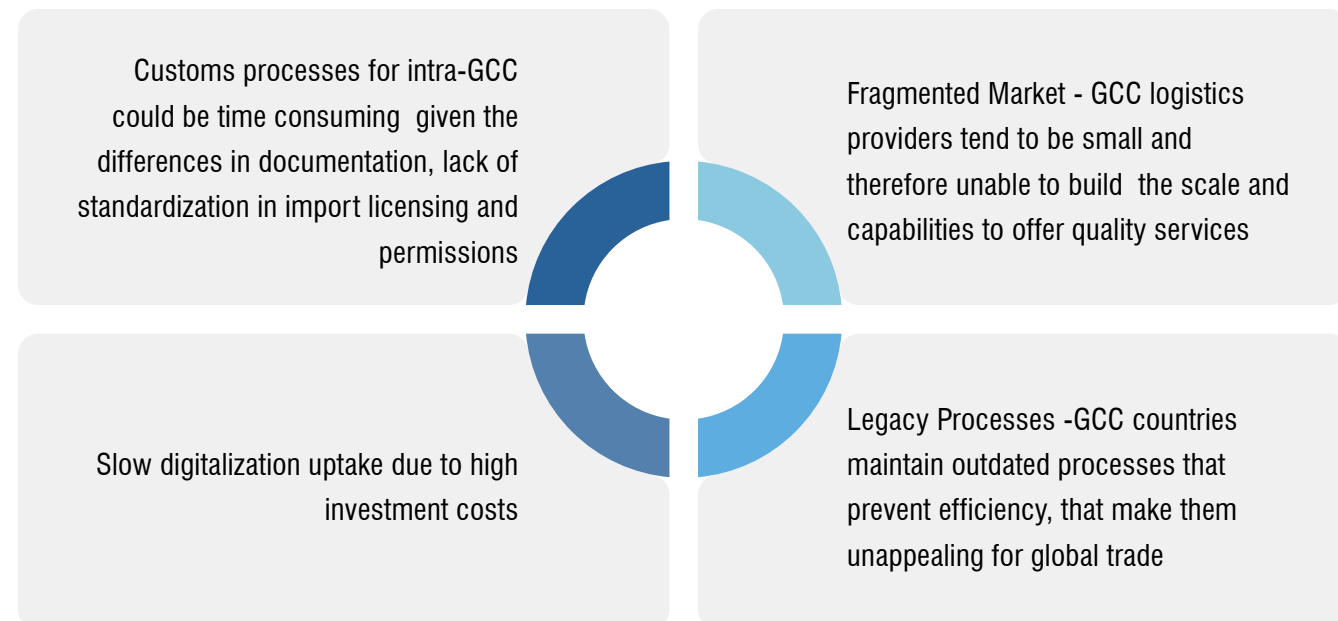 Customs processes for intra-GCC
could be time consuming  given the
differences in documentation, lack of
standardization in import licensing and
permissions
Fragmented Market - GCC logistics
providers tend to be small and
therefore unable to build  the scale and
capabilities to offer quality services
Slow digitalization uptake due to high
investment costs
Legacy Processes -GCC countries
maintain outdated processes that
prevent efficiency, that make them
unappealing for global trade